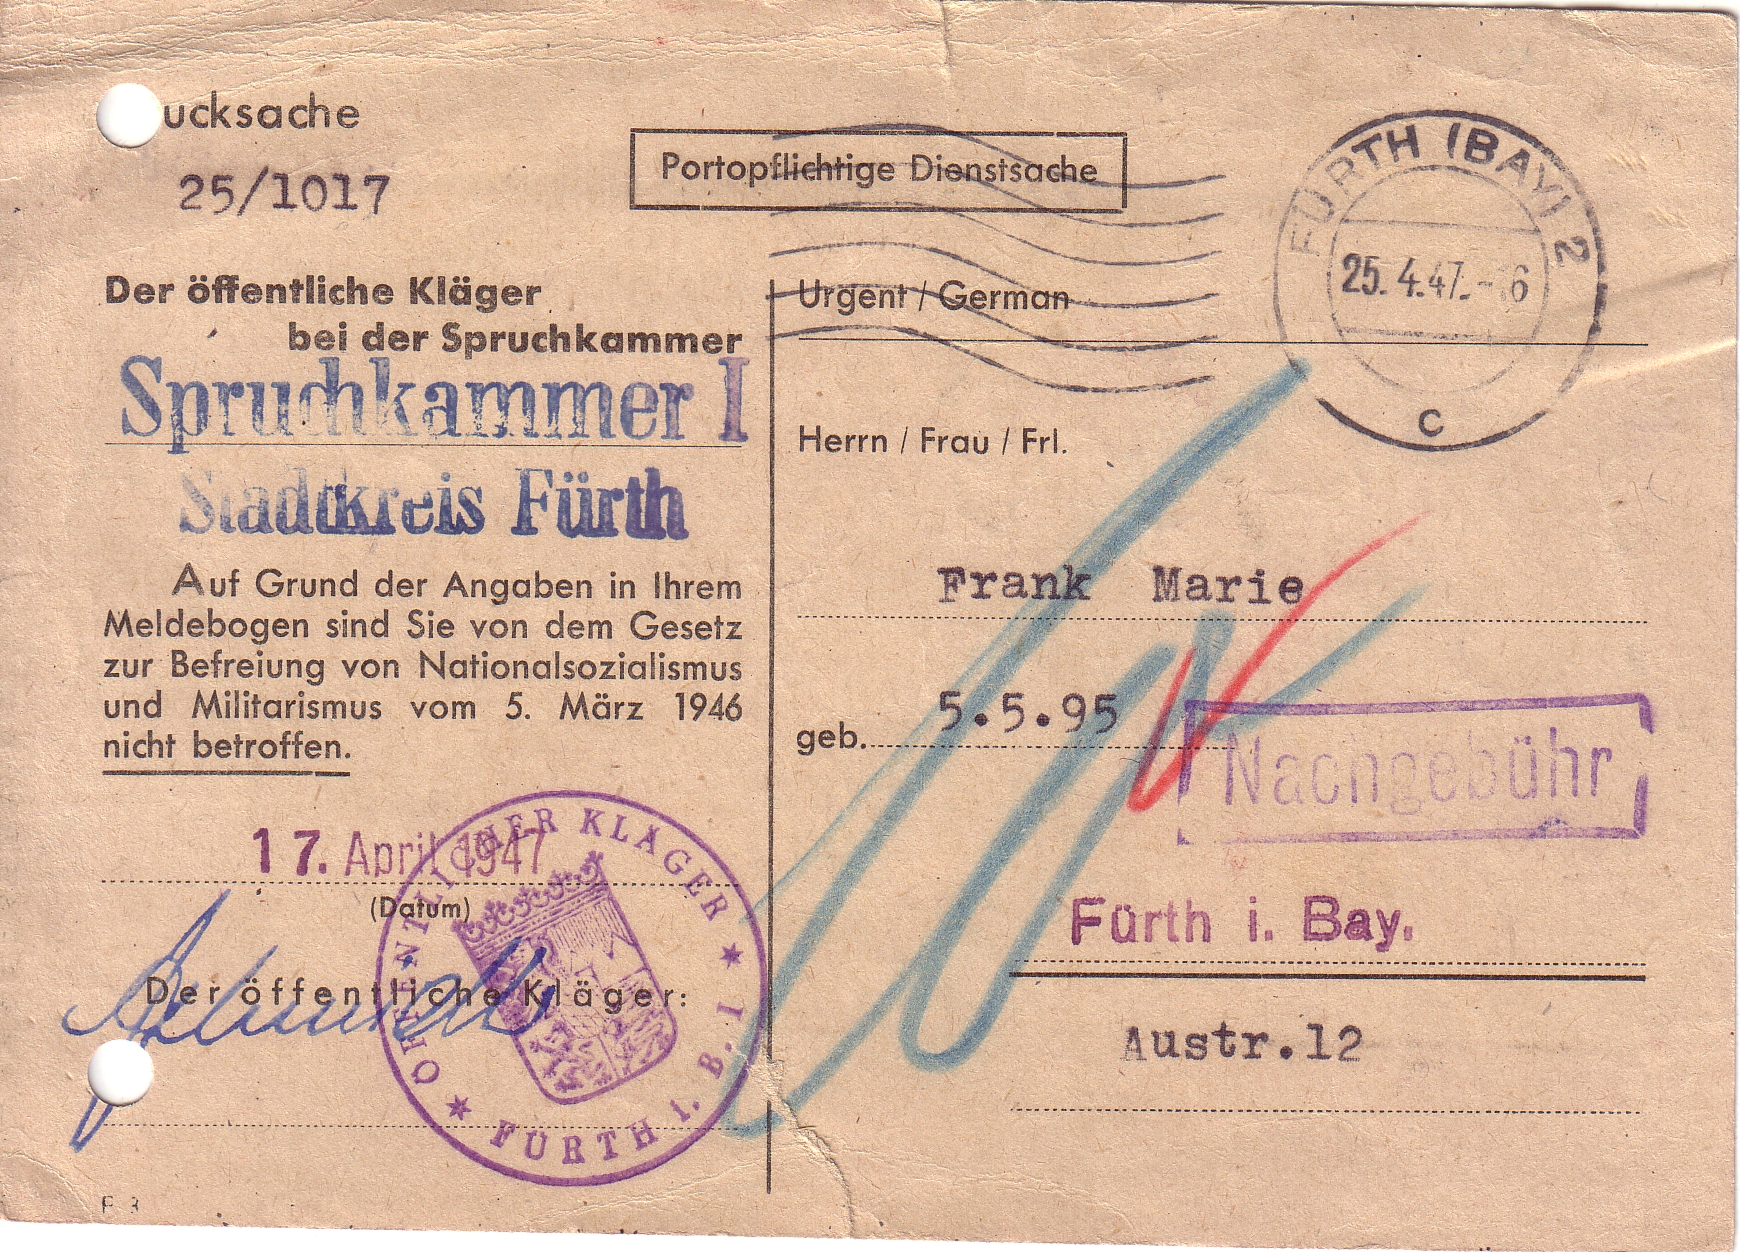 ucksache
25/1017
Portopflichtige Dienstsache
FÜRTH (BAY) 2
25.4.47.
c
Der öffentliche Kläger
bei der Spruchkammer
Spruchkammer I
Stadtkreis Fürth
Auf Grund der Angaben in Ihrem
Meldebogen sind Sie von dem Gesetz
zur Befreiung von Nationalsozialismus
und Militarismus vom 5. März 1946
nicht betroffen.
17. April 1947
(Datum)
Der öffentliche Kläger:
ÖFFENTLICHER KLÄGER
FÜRTH I. B. I
Urgent / German
Herrn / Frau / Frl.
Frank Marie
geb. 5.5.95
Nachgebühr
Fürth i. Bay.
Austr.12